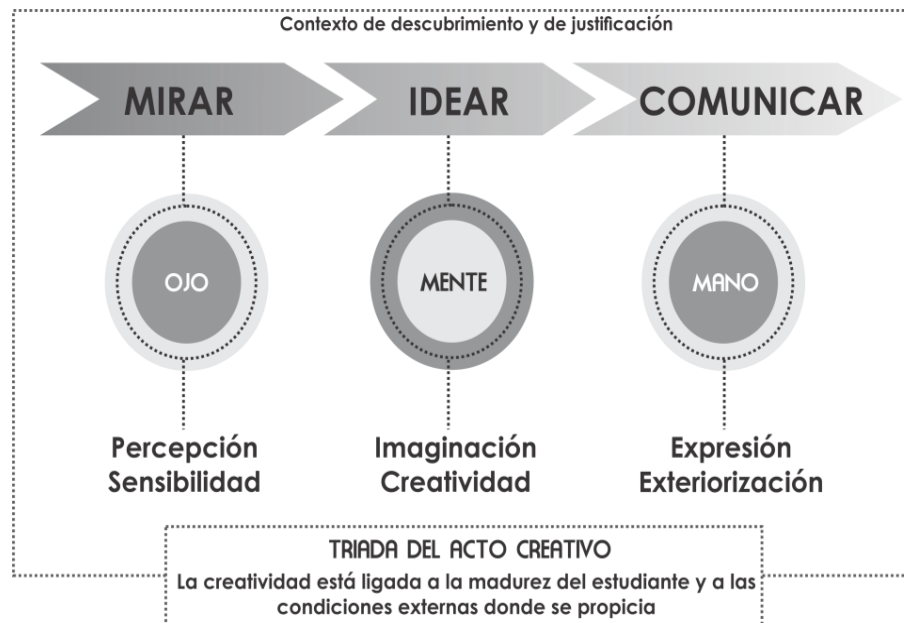 Contexto de descubrimiento y de justificación
MIRAR
IDEAR
COMUNICAR
OJO
MENTE
MANO
Percepción
Sensibilidad
Imaginación
Creatividad
Expresión
Exteriorización
TRIADA DEL ACTO CREATIVO
La creatividad está ligada a la madurez del estudiante y a las
condiciones externas donde se propicia